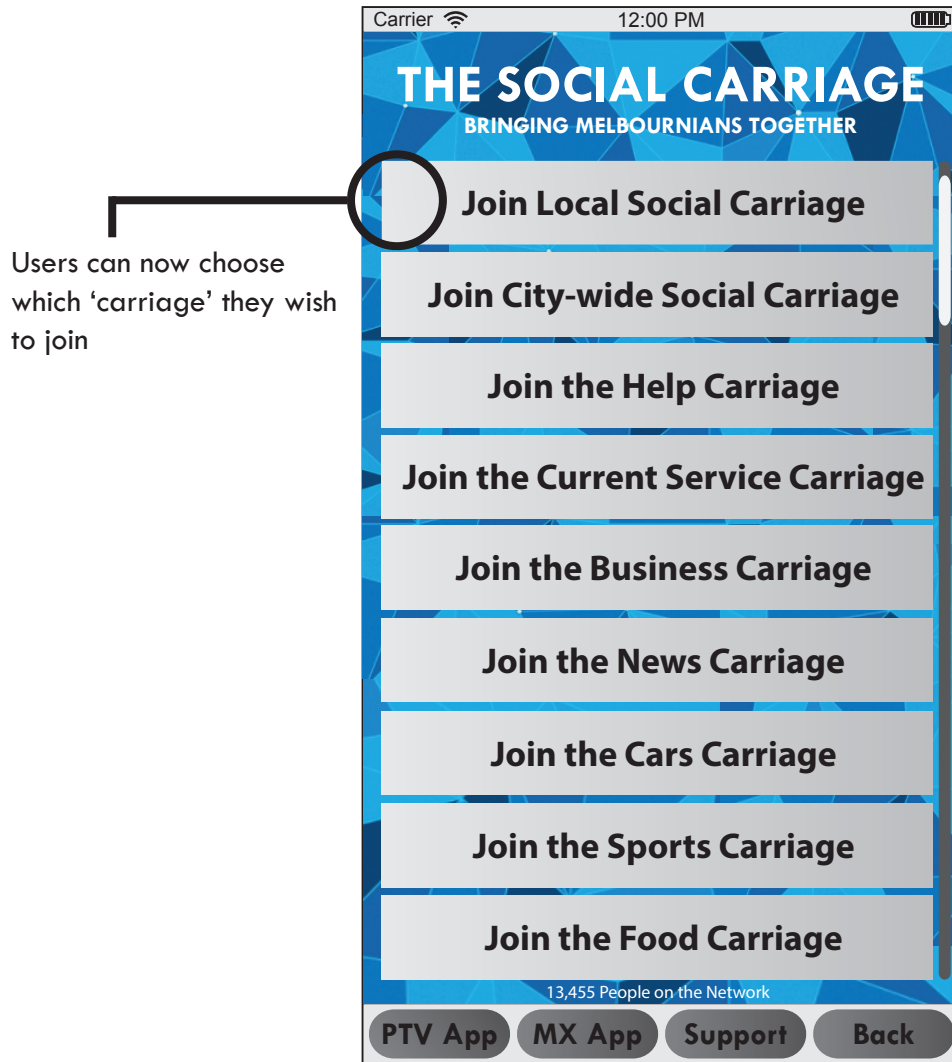 Carrier 12:00 PM
THE SOCIAL CARRIAGE
BRINGING MELBOURNIANS TOGETHER
Users can now choose
which ‘carriage’ they wish
to join
Join Local Social Carriage
Join City-wide Social Carriage
Join the Help Carriage
Join the Current Service Carriage
Join the Business Carriage
Join the News Carriage
Join the Cars Carriage
Join the Sports Carriage
Join the Food Carriage
13,455 People on the Network
PTV App MX App Support Back